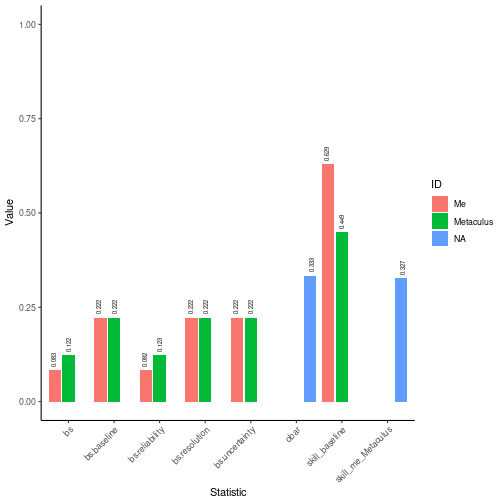 1.00
0.75
0.50
0.25
0.00
Value
0.083
0.122
0.222
0.222
0.082
0.123
0.222
0.222
0.222
0.222
0.333
0.629
0.449
0.327
bs
bs.baseline
bs.reliability
bs.resolution
bs.uncertainty
obar
skill_baseline
skill_me_Metaculus
Statistic
ID
Me
Metaculus
NA